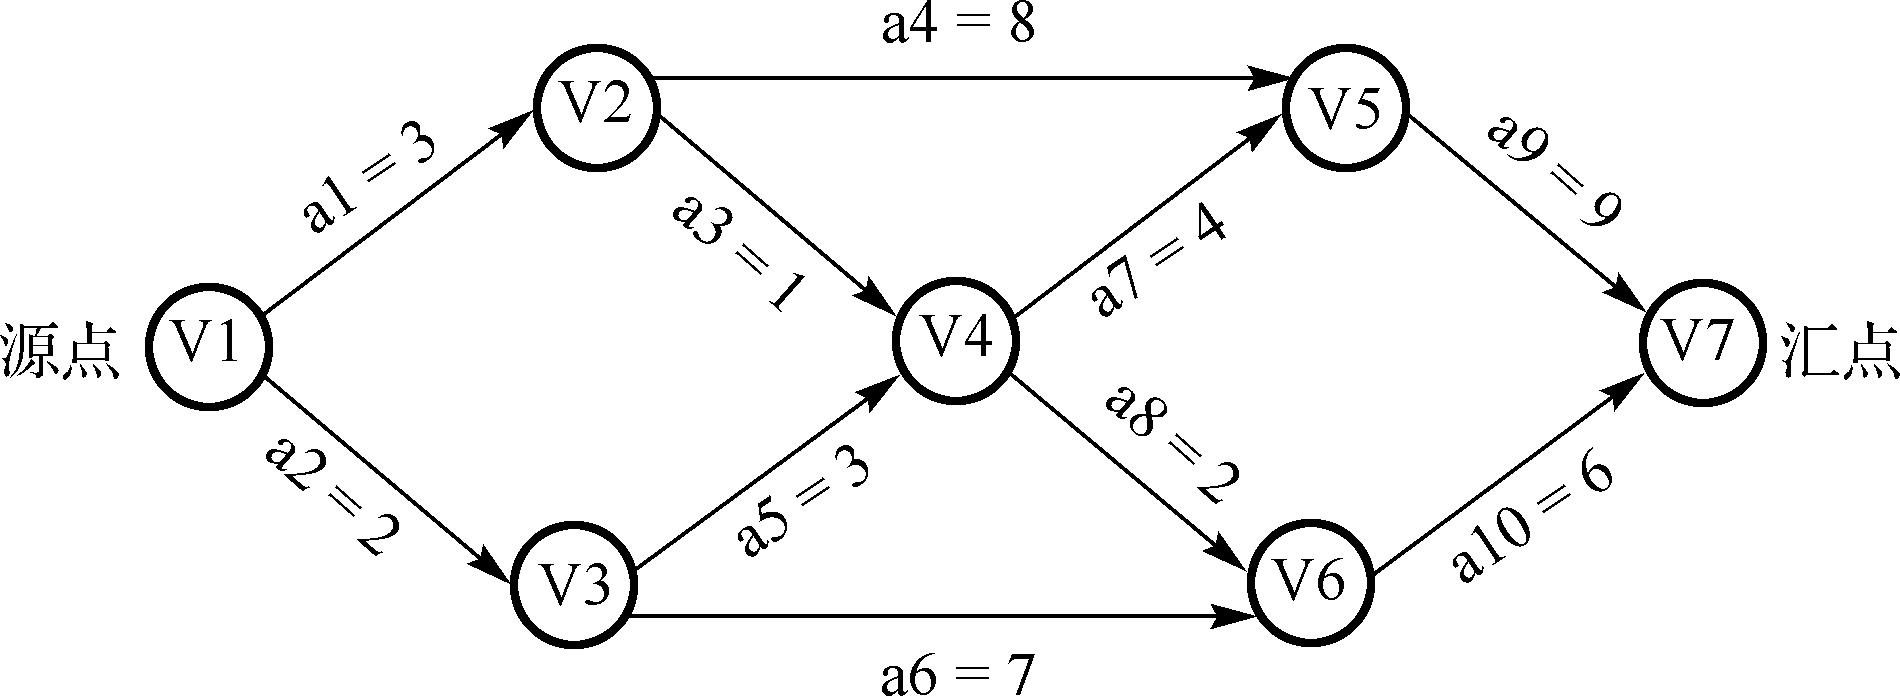 a4 = 8
V2
V5
a1 = 3
a9 = 9
a3 = 1
a7 = 4
源点
V1
V4
V7
汇点
a2 = 2
a8 = 2
a5 = 3
a10 = 6
V3
V6
a6 = 7